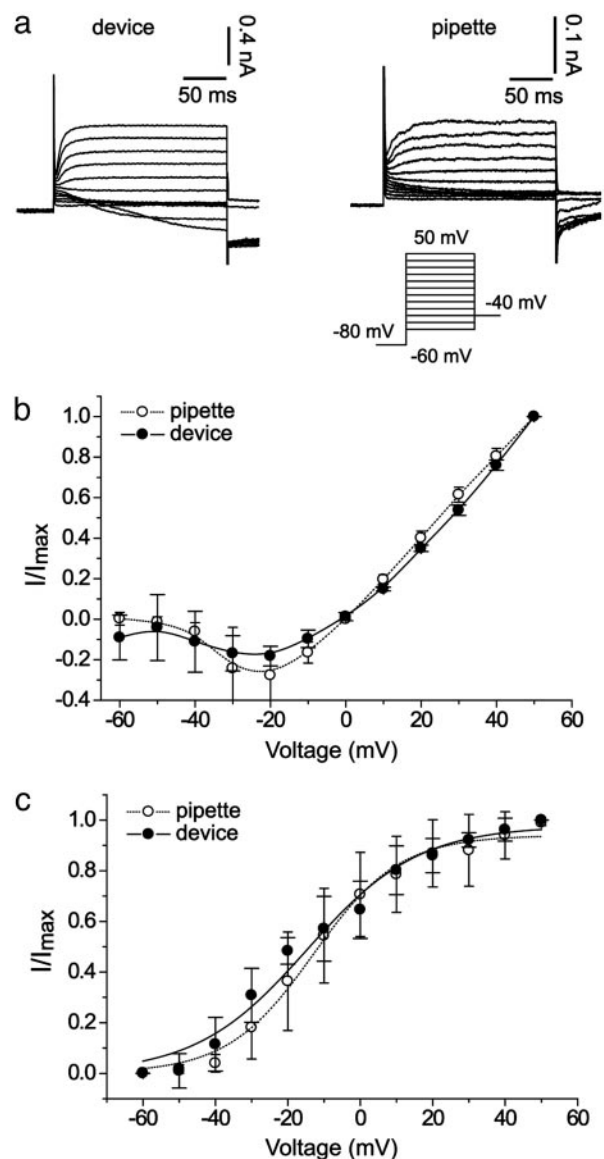 a
device
0.4 nA
50 ms
pipette
0.1 nA
50 ms
50 mV
-40 mV
-80 mV
-60 mV
b
pipette
device
I/Imax
1.0
0.8
0.6
0.4
0.2
0.0
-0.2
-0.4
-60 -40 -20 0 20 40 60
Voltage (mV)
c
pipette
device
I/Imax
1.0
0.8
0.6
0.4
0.2
0.0
-60 -40 -20 0 20 40 60
Voltage (mV)